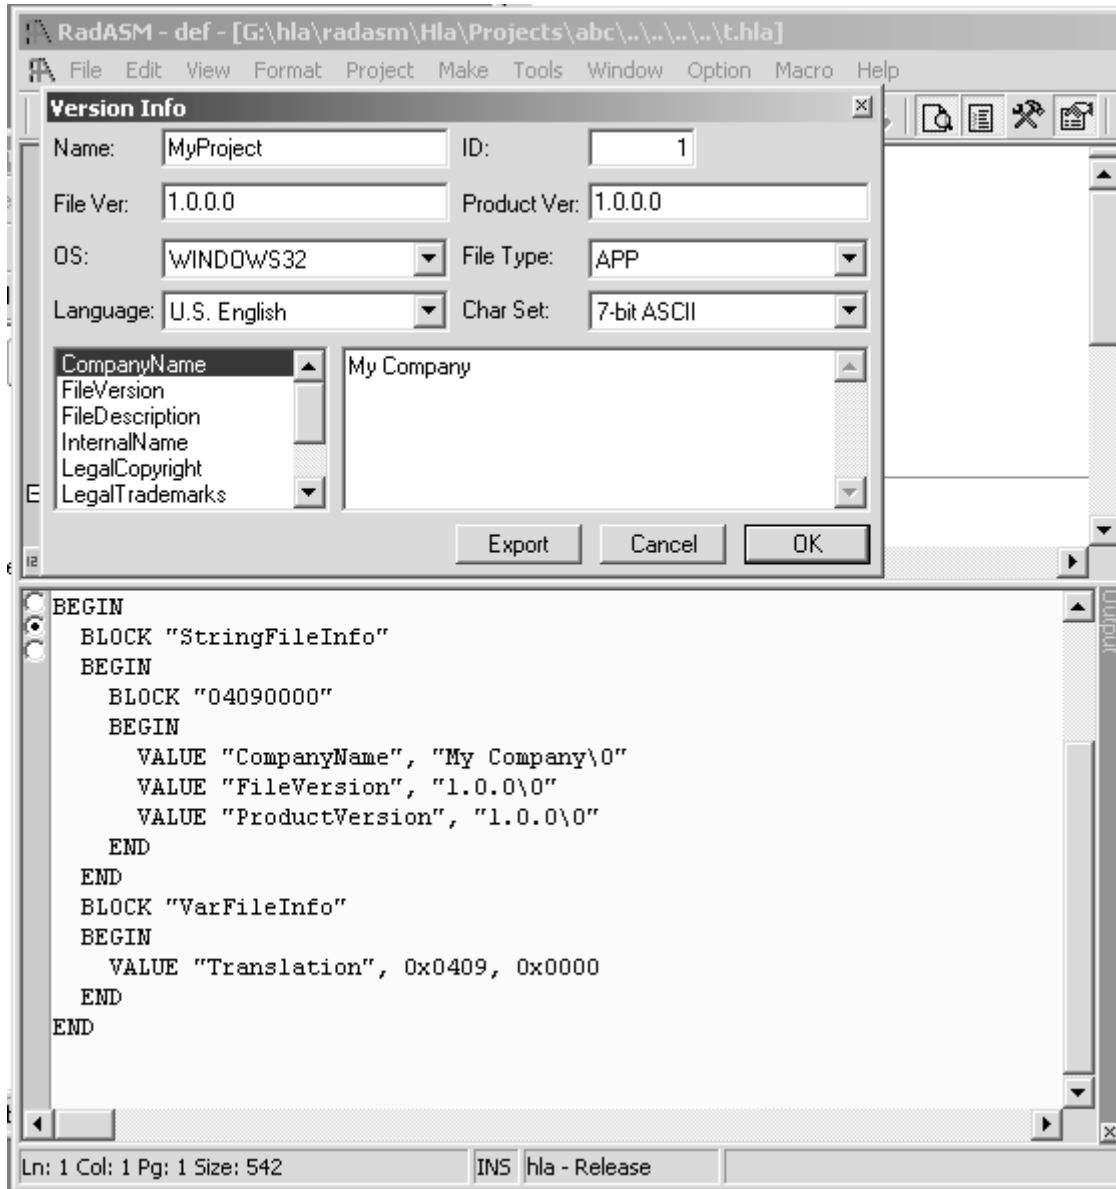 RadASM - def - [G:\hla\radasm\Hla\Projects\abc\..\..\..\..\t.hla]
File Edit View Format Project Make Tools Window Option Macro Help
Version Info
Name: MyProject ID: 1
File Ver: 1.0.0.0 Product Ver: 1.0.0.0
OS: WINDOWS32 File Type: APP
Language: U.S. English Char Set: 7-bit ASCII
CompanyName My Company
FileVersion
FileDescription
InternalName
LegalCopyright
LegalTrademarks
Export Cancel OK
BEGIN
BLOCK "StringFileInfo"
BEGIN
BLOCK "04090000"
BEGIN
VALUE "CompanyName", "My Company\0"
VALUE "FileVersion", "1.0.0\0"
VALUE "ProductVersion", "1.0.0\0"
END
END
BLOCK "VarFileInfo"
BEGIN
VALUE "Translation", 0x0409, 0x0000
END
END
Output
Ln: 1 Col: 1 Pg: 1 Size: 542 INS hla - Release